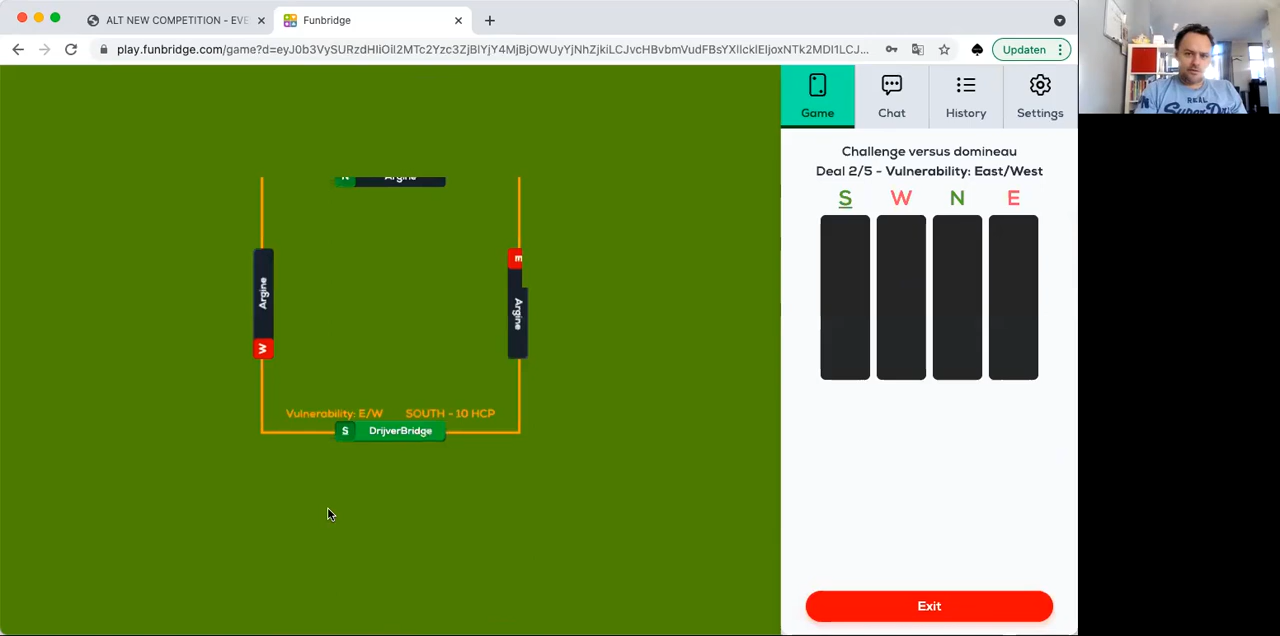 ALT NEW COMPETITION - EVE
Funbridge
play.funbridge.com/game?d=
Updaten
Game
Chat
History
Settings
Challenge versus domineau
Deal 2/5 - Vulnerability: East/West
S W N E
N Argine
W Argine
E Argine
Vulnerability: E/W SOUTH - 10 HCP
S DrijverBridge
Exit
REAL